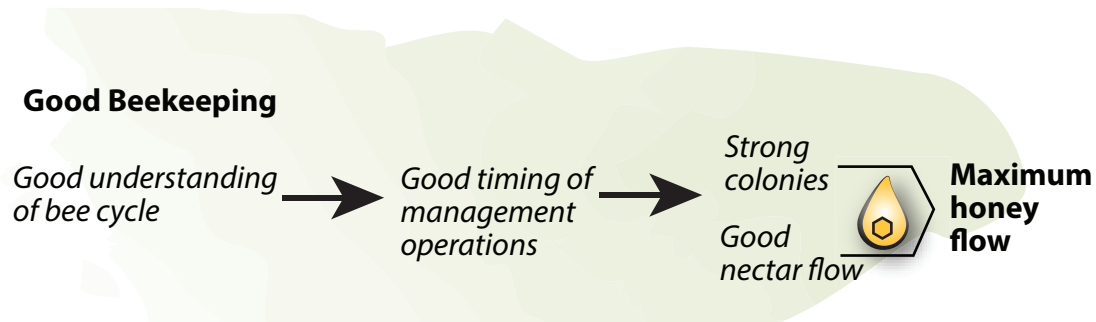 Good Beekeeping
Good understanding
of bee cycle
Good timing of
management
operations
Strong
colonies
Good
nectar flow
Maximum
honey
flow